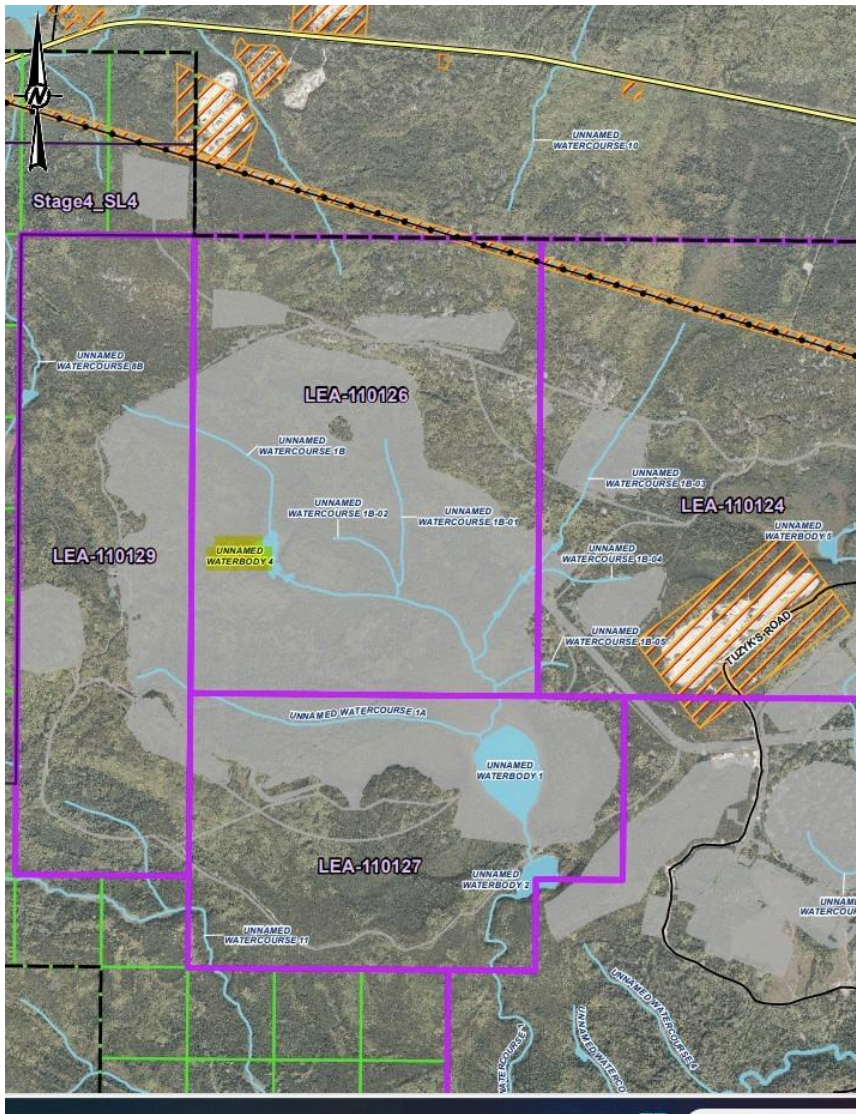 N
UNNAMED
WATERCOURSE 10
Stage4_SL4
UNNAMED
WATERCOURSE 8B
LEA-110126
UNNAMED
WATERCOURSE 1B
UNNAMED
WATERCOURSE 1B-03
UNNAMED
WATERCOURSE 1B-02
UNNAMED
WATERCOURSE 1B-01
LEA-110124
UNNAMED
WATERBODY 5
LEA-110129
UNNAMED
WATERBODY 4
UNNAMED
WATERCOURSE 1B-04
UNNAMED
WATERCOURSE 1B-05
TUZYK'S ROAD
UNNAMED WATERCOURSE 1A
UNNAMED
WATERBODY 1
LEA-110127
UNNAMED
WATERBODY 2
UNNAMED
WATERCOURSE 11
UNNAMED WATERCOURSE 4